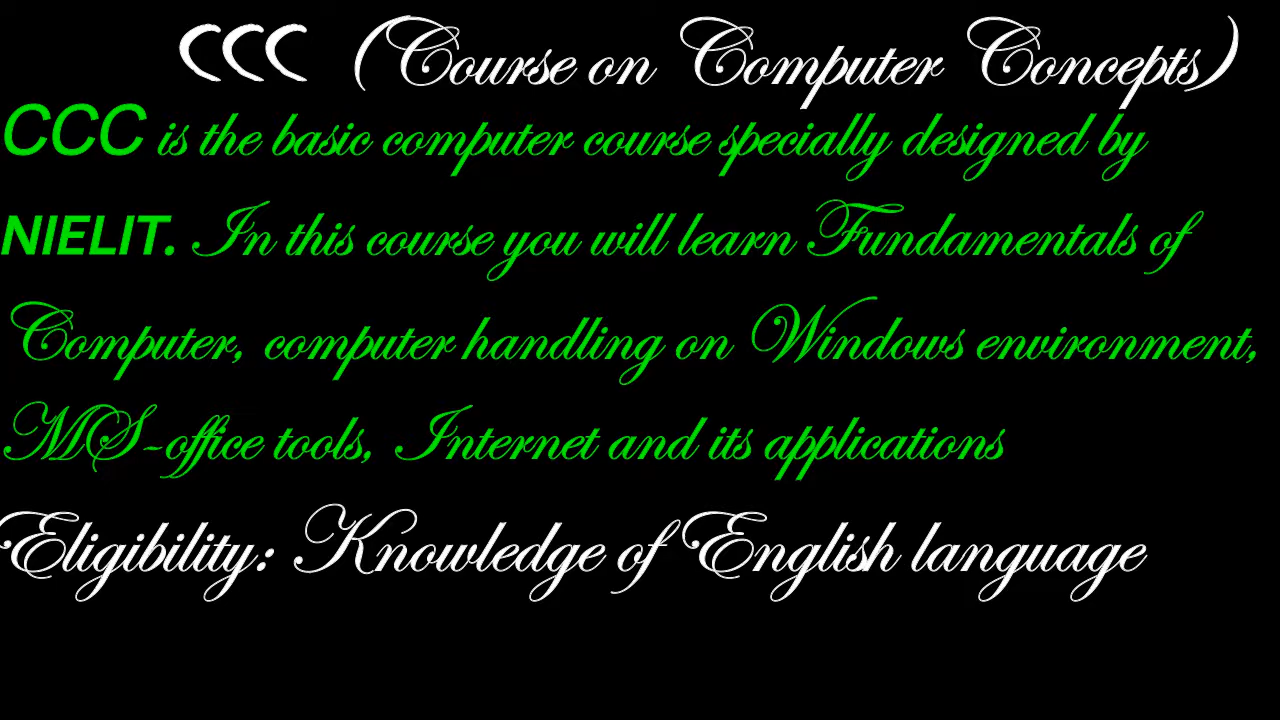 CCC (Course on Computer Concepts)
CCC is the basic computer course specially designed by
NIELIT. In this course you will learn Fundamentals of
Computer, computer handling on Windows environment,
MS-office tools, Internet and its applications
Eligibility: Knowledge of English language